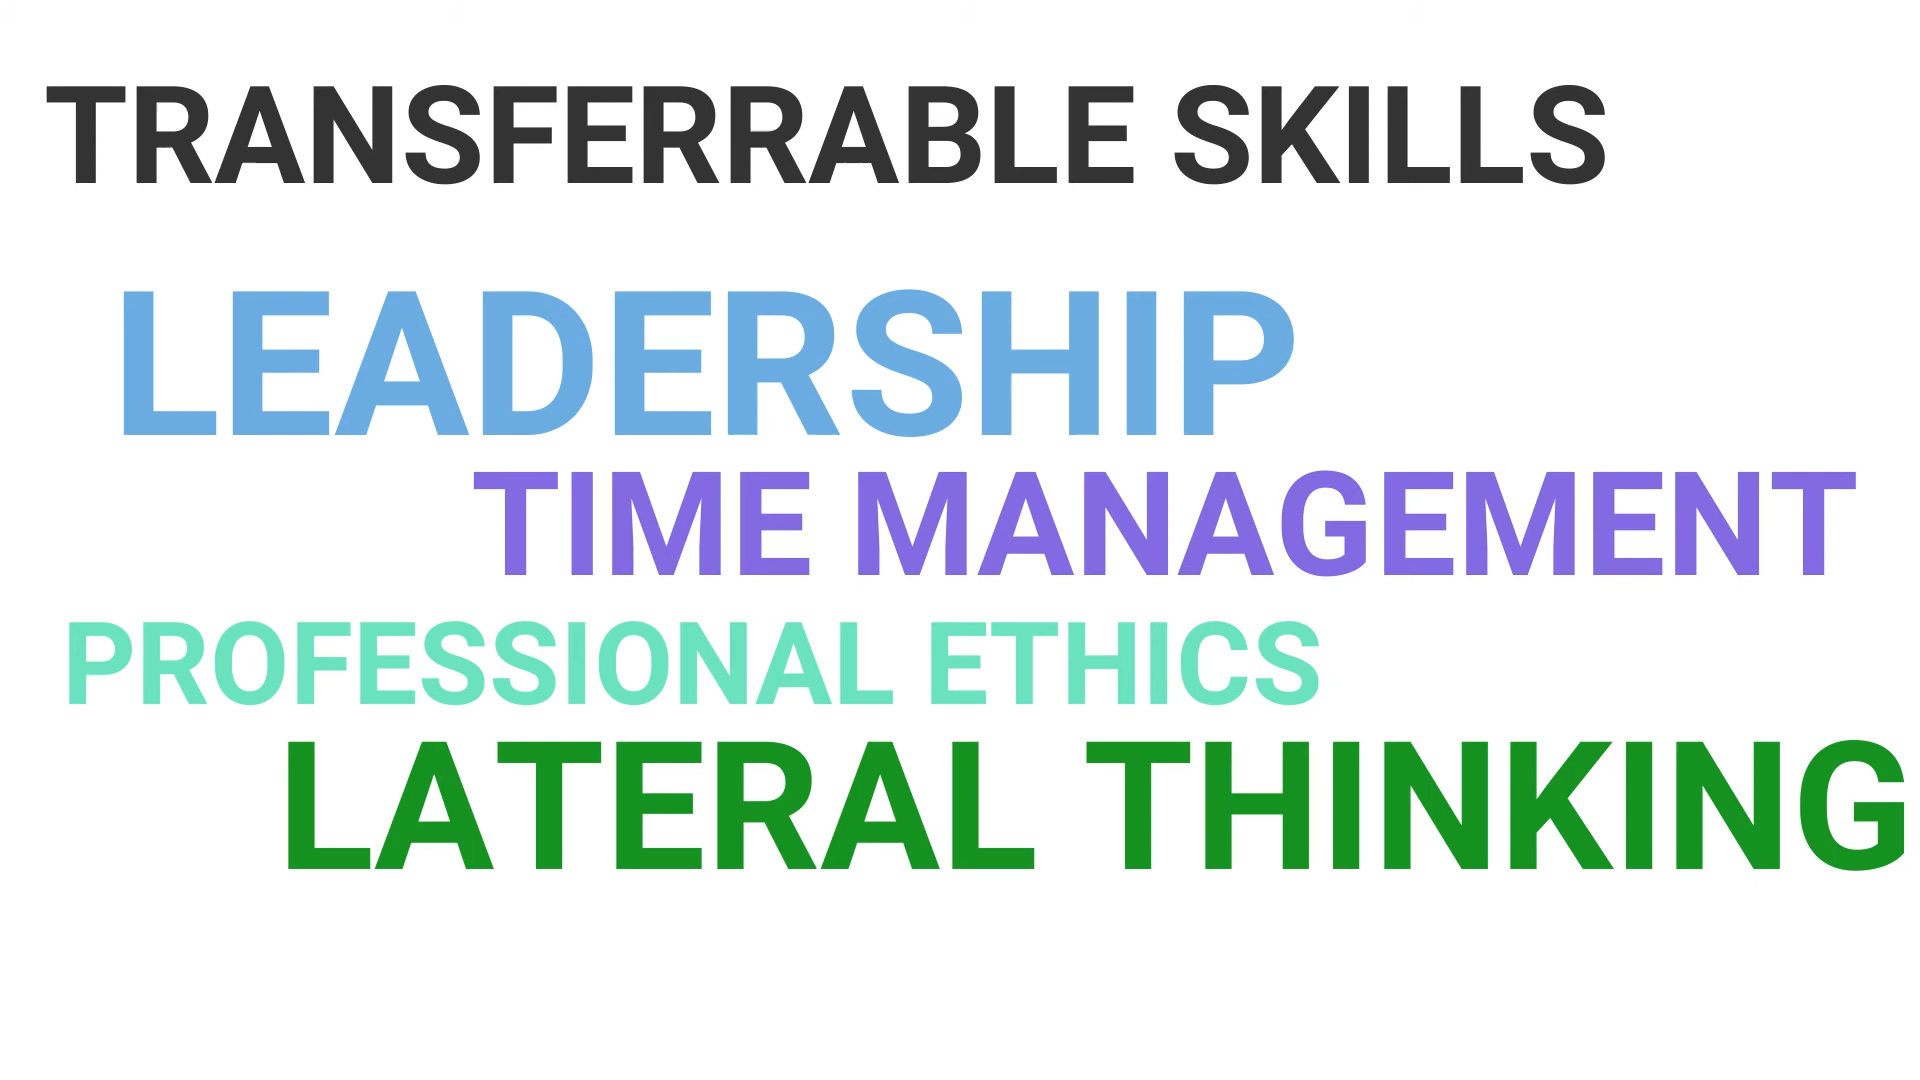 TRANSFERRABLE SKILLS
LEADERSHIP
TIME MANAGEMENT
PROFESSIONAL ETHICS
LATERAL THINKING